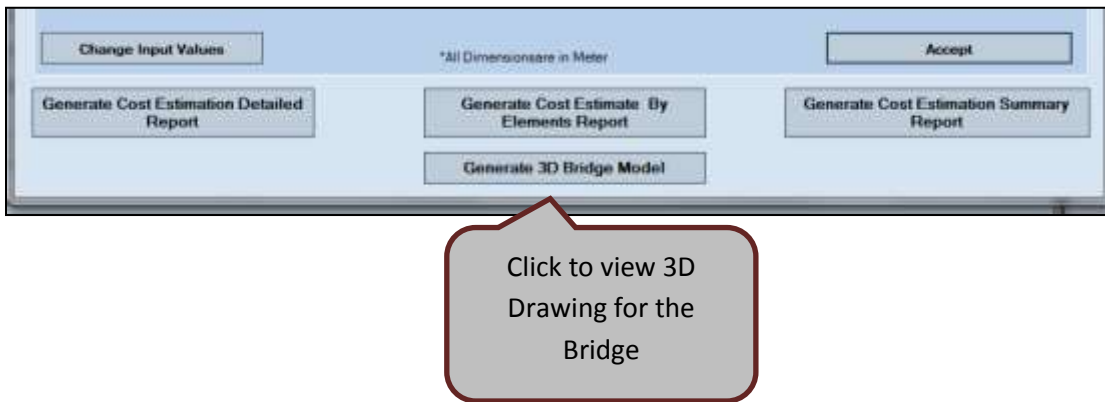 Change Input Values
*All Dimensionsare in Meter
Accept
Generate Cost Estimation Detailed
Report
Generate Cost Estimate By
Elements Report
Generate Cost Estimation Summary
Report
Generate 3D Bridge Model
Click to view 3D
Drawing for the
Bridge